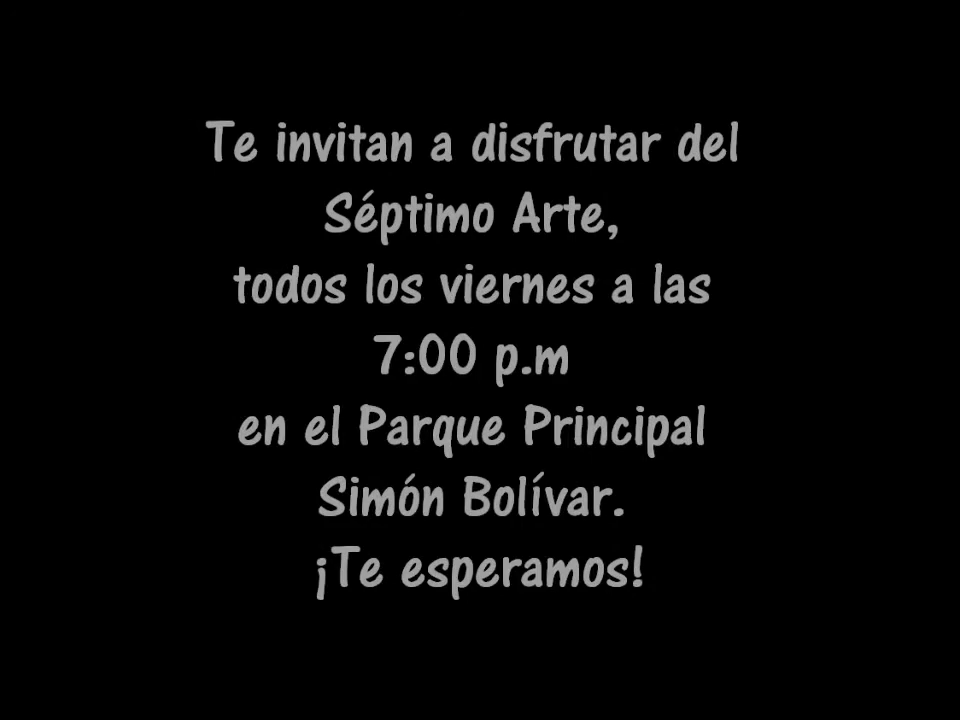 Te invitan a disfrutar del
Séptimo Arte,
todos los viernes a las
7:00 p.m
en el Parque Principal
Simón Bolívar.
¡Te esperamos!